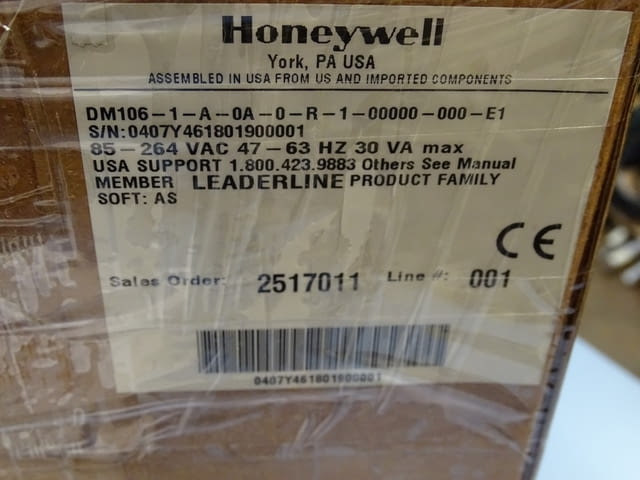 Honeywell
York, PA USA
ASSEMBLED IN USA FROM US AND IMPORTED COMPONENTS
DM106-1-A-0A-0-R-1-00000-000-E1
S/N:0407Y461801900001
85-264 VAC 47-63 HZ 30 VA max
USA SUPPORT 1.800.423.9883 Others See Manual
MEMBER LEADERLINE PRODUCT FAMILY
SOFT: AS
CE
Sales Order: 2517011 Line #: 001
0407Y461801900001